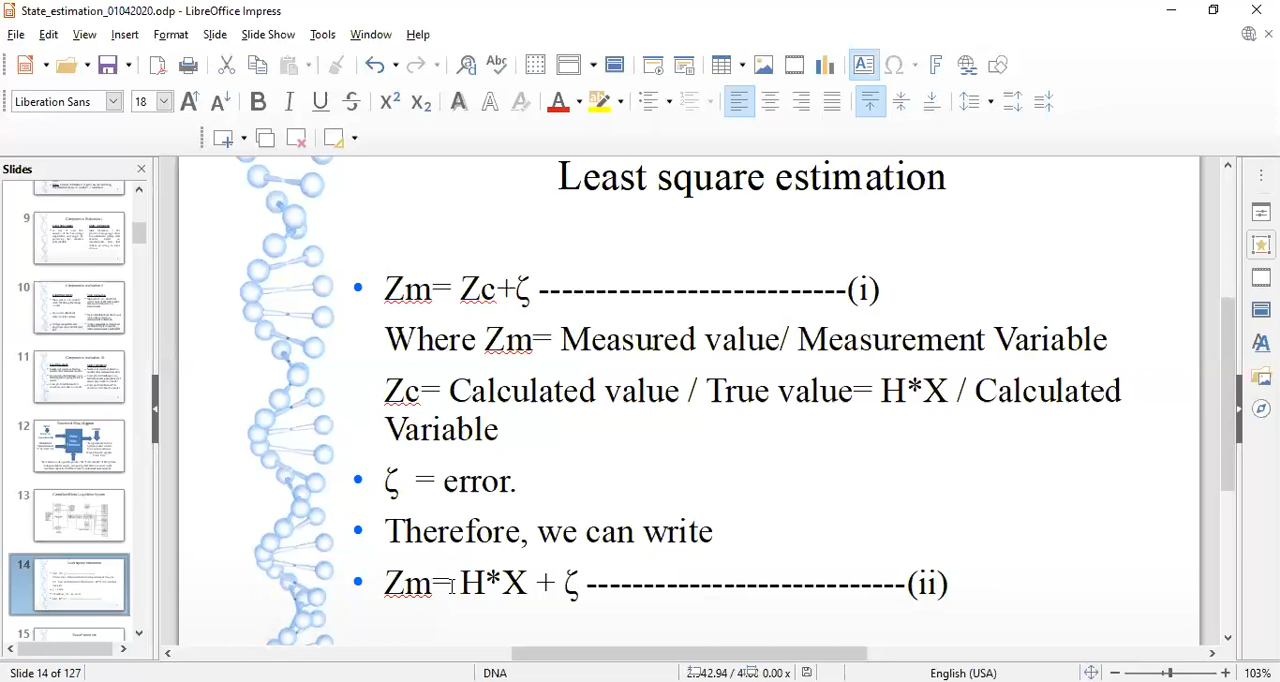 State_estimation_01042020.odp - LibreOffice Impress
File Edit View Insert Format Slide Slide Show Tools Window Help
Liberation Sans 18
Slides
Least square estimation
9
10
11
12
13
14
15
Zm= Zc+ζ ---------------------------(i)
Where Zm= Measured value/ Measurement Variable
Zc= Calculated value / True value= H*X / Calculated
Variable
ζ = error.
Therefore, we can write
Zm= H*X + ζ ----------------------------(ii)
Slide 14 of 127
DNA
English (USA)
103%